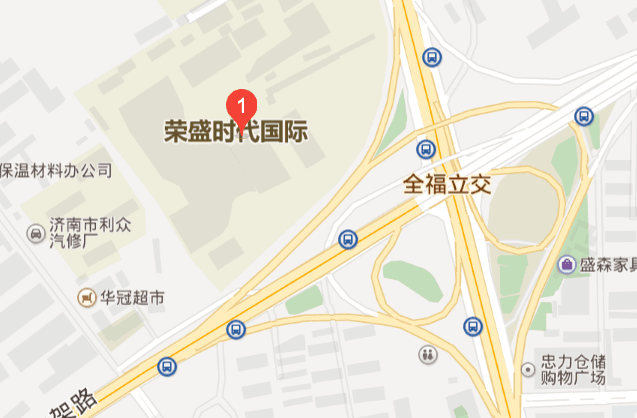 1
荣盛时代国际
全福立交
保温材料办公司
济南市利众
汽修厂
盛森家具
华冠超市
忠力仓储
购物广场
架路